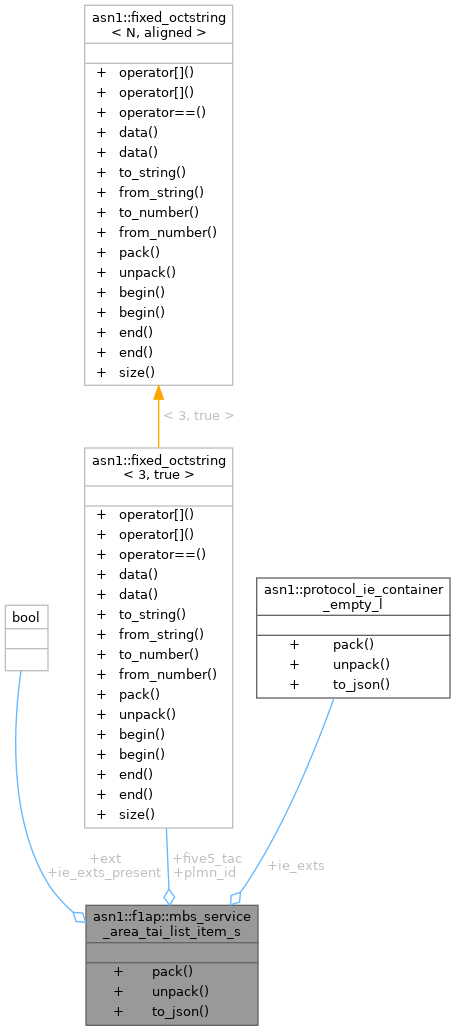 asn1::fixed_octstring
< N, aligned >
+ operator[]()
+ operator[]()
+ operator==()
+ data()
+ data()
+ to_string()
+ from_string()
+ to_number()
+ from_number()
+ pack()
+ unpack()
+ begin()
+ begin()
+ end()
+ end()
+ size()
< 3, true >
asn1::fixed_octstring
< 3, true >
+ operator[]()
+ operator[]()
+ operator==()
+ data()
+ data()
+ to_string()
+ from_string()
+ to_number()
+ from_number()
+ pack()
+ unpack()
+ begin()
+ begin()
+ end()
+ end()
+ size()
bool
asn1::protocol_ie_container
_empty_l
+ pack()
+ unpack()
+ to_json()
+ext
+ie_exts_present
+five5_tac
+plmn_id
+ie_exts
asn1::f1ap::mbs_service
_area_tai_list_item_s
+ pack()
+ unpack()
+ to_json()